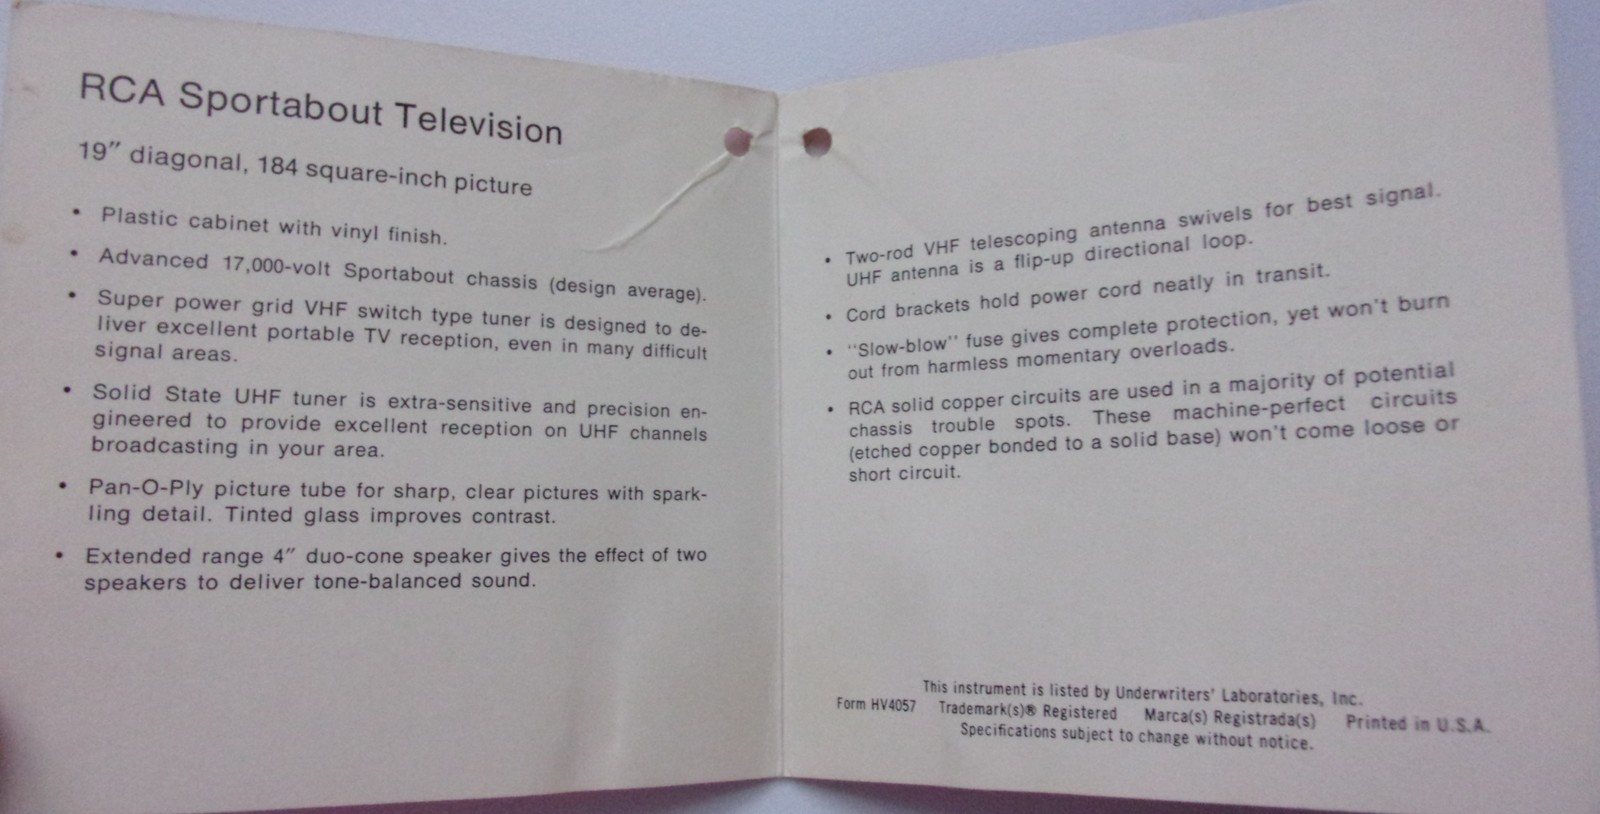 RCA Sportabout Television
19″ diagonal, 184 square-inch picture
• Plastic cabinet with vinyl finish.
• Advanced 17,000-volt Sportabout chassis (design average).
• Super power grid VHF switch type tuner is designed to de-
liver excellent portable TV reception, even in many difficult
signal areas.
• Solid State UHF tuner is extra-sensitive and precision en-
gineered to provide excellent reception on UHF channels
broadcasting in your area.
• Pan-O-Ply picture tube for sharp, clear pictures with spark-
ling detail. Tinted glass improves contrast.
• Extended range 4″ duo-cone speaker gives the effect of two
speakers to deliver tone-balanced sound.
• Two-rod VHF telescoping antenna swivels for best signal.
UHF antenna is a flip-up directional loop.
• Cord brackets hold power cord neatly in transit.
• "Slow-blow" fuse gives complete protection, yet won't burn
out from harmless momentary overloads.
• RCA solid copper circuits are used in a majority of potential
chassis trouble spots. These machine-perfect circuits
(etched copper bonded to a solid base) won't come loose or
short circuit.
This instrument is listed by Underwriters' Laboratories, Inc.
Form HV4057 Trademark(s)® Registered Marca(s) Registrada(s) Printed in U.S.A.
Specifications subject to change without notice.